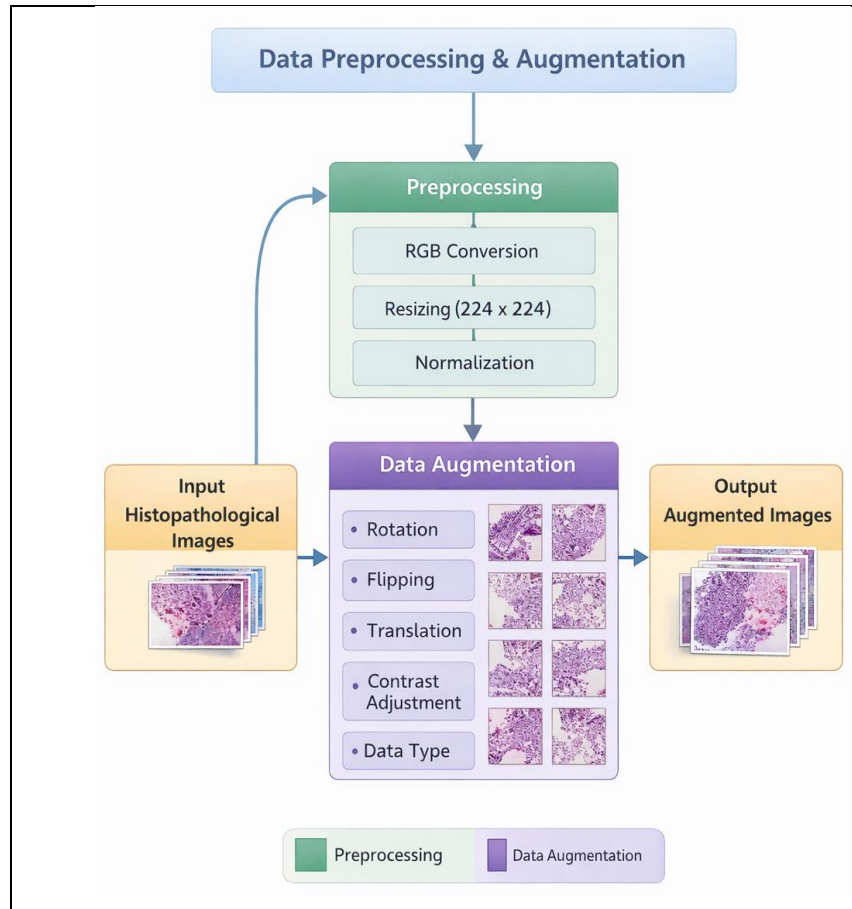 Data Preprocessing & Augmentation
Preprocessing
RGB Conversion
Resizing (224 x 224)
Normalization
Input
Histopathological
Images
Data Augmentation
• Rotation
• Flipping
• Translation
• Contrast
Adjustment
• Data Type
Output
Augmented Images
Preprocessing
Data Augmentation